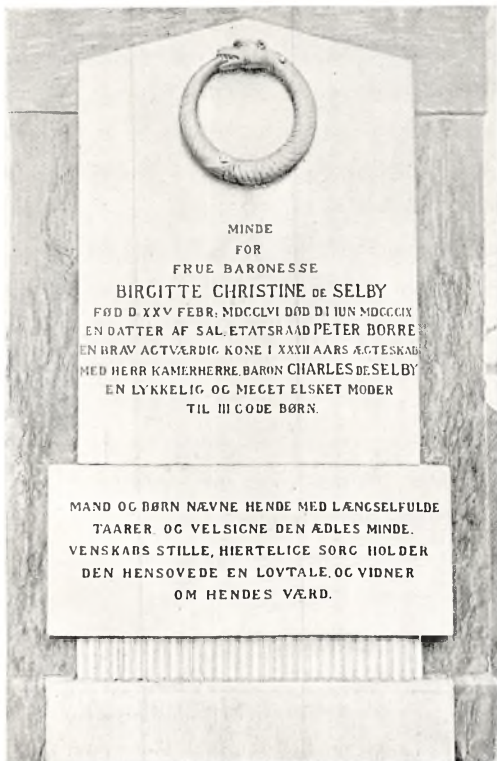 MINDE
FOR
FRUE BARONESSE
BIRGITTE CHRISTINE DE SELBY
FØD D XXV FEBR: MDCCLVI DØD D I IUN MDCCCIX
EN DATTER AF SAL. ETATSRAAD PETER BORRE
EN BRAV AGTVÆRDIG KONE I XXXII AARS ÆGTESKAB
MED HERR KAMERHERRE, BARON CHARLES DE SELBY
EN LYKKELIG OG MEGET ELSKET MODER
TIL III GODE BØRN.
MAND OG BØRN NÆVNE HENDE MED LÆNGSELFULDE
TAARER, OG VELSIGNE DEN ÆDLES MINDE.
VENSKABS STILLE, HIERTELIGE SORG HOLDER
DEN HENSOVEDE EN LOVTALE, OG VIDNER
OM HENDES VÆRD.